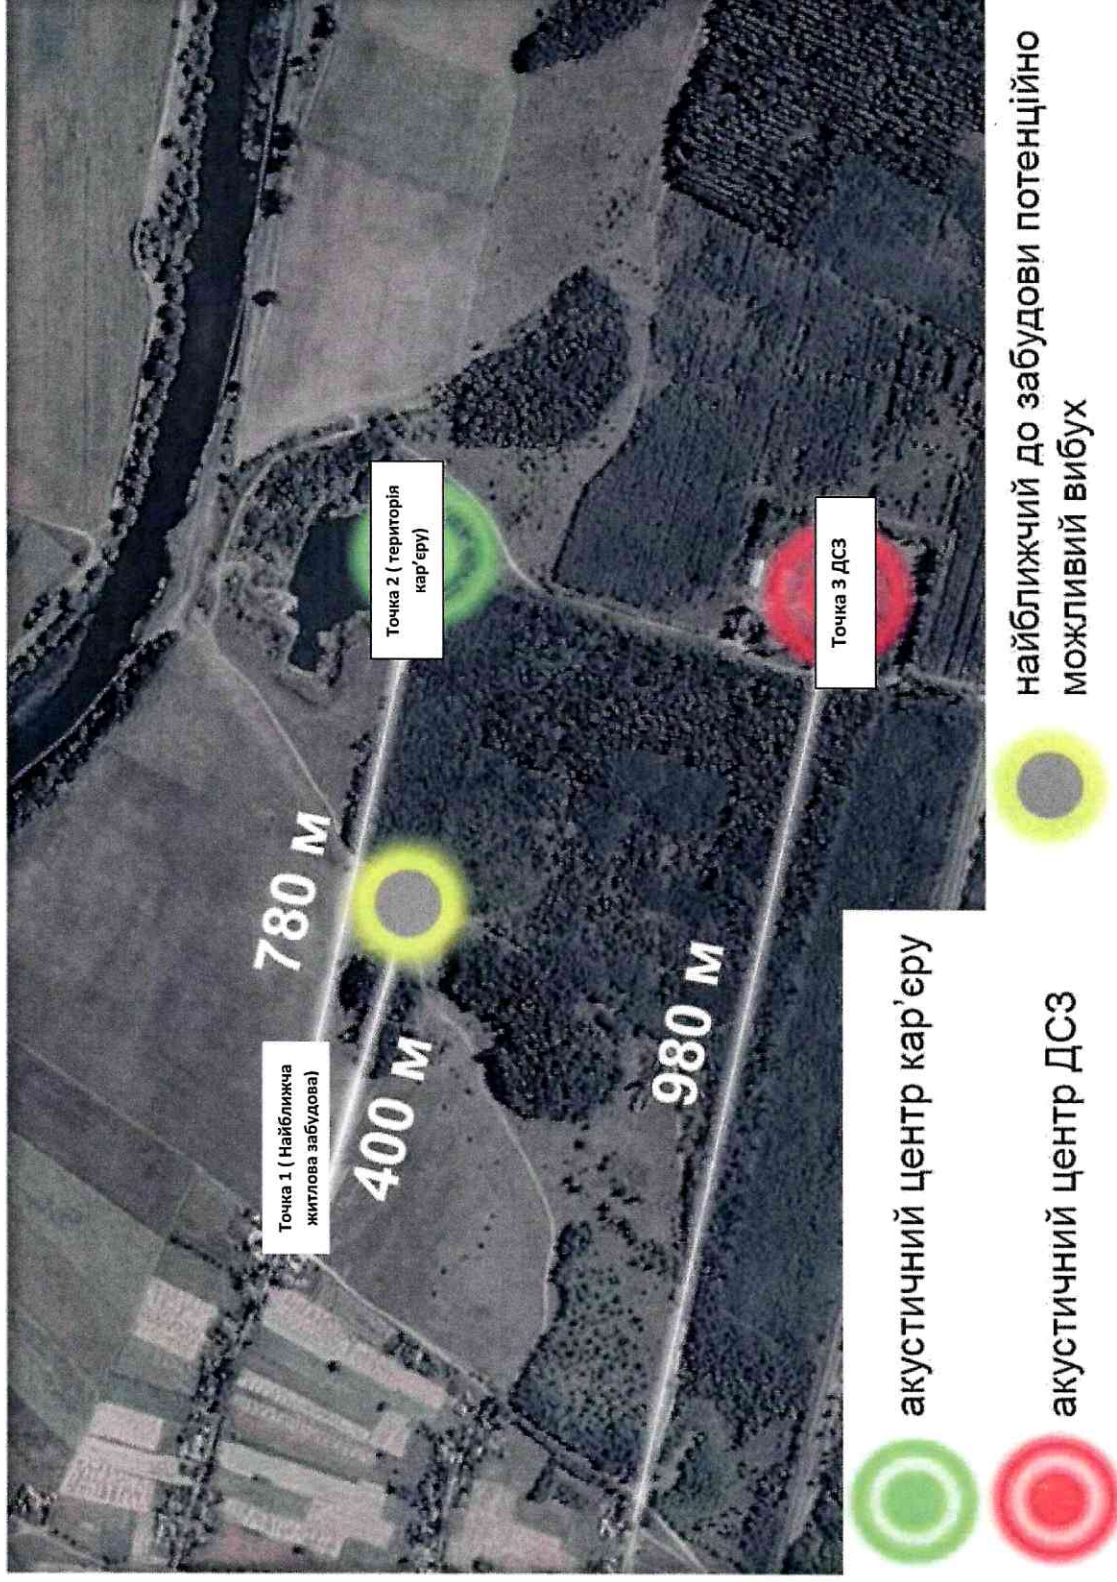 780 м
Точка 2 ( територія
кар'єру)
Точка 1 ( Найближча
житлова забудова)
400 м
980 м
Точка 3 ДСЗ
акустичний центр кар'єру
акустичний центр ДСЗ
найближчий до забудови потенційно
можливий вибух